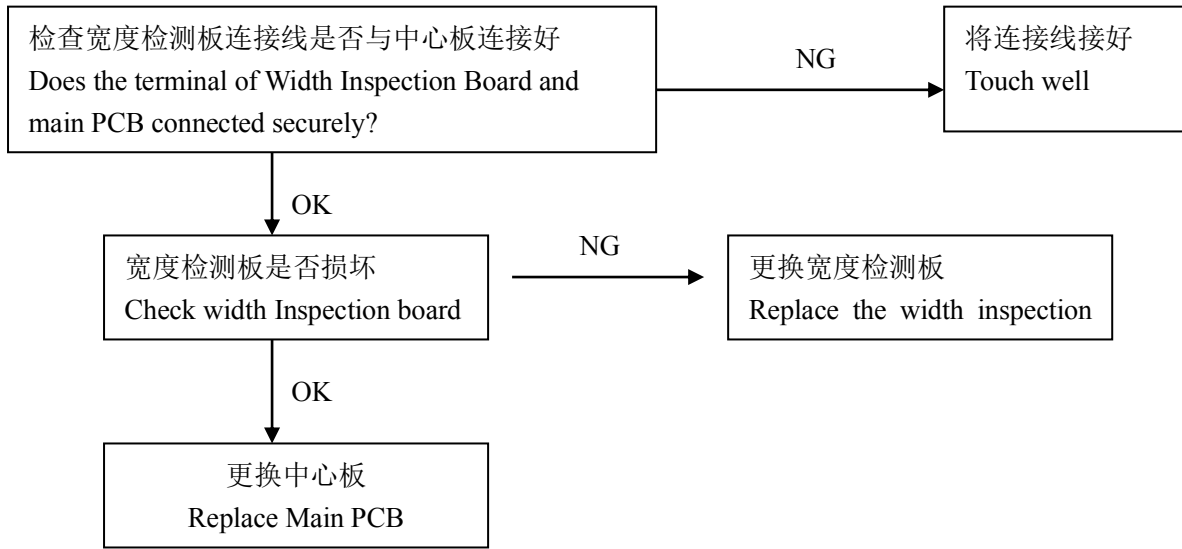 检查宽度检测板连接线是否与中心板连接好
Does the terminal of Width Inspection Board and
main PCB connected securely?
NG
将连接线接好
Touch well
OK
宽度检测板是否损坏
Check width Inspection board
NG
更换宽度检测板
Replace the width inspection
OK
更换中心板
Replace Main PCB